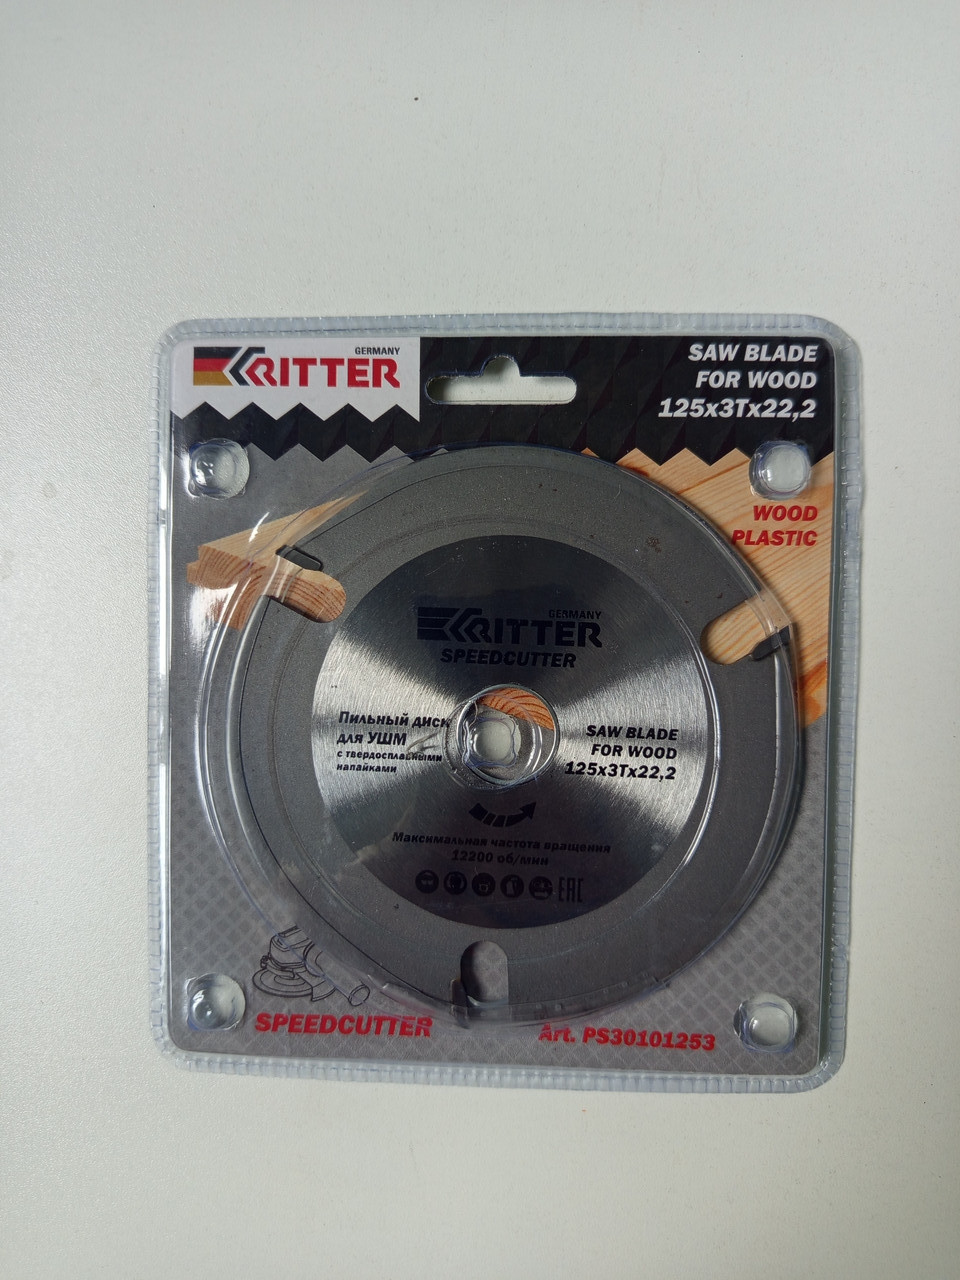 GERMANY
RITTER
SAW BLADE
FOR WOOD
125x3Tx22,2
WOOD
PLASTIC
GERMANY
RITTER
SPEEDCUTTER
Пильный диск
для УШМ
с твердосплавными
напайками
SAW BLADE
FOR WOOD
125x3Tx22,2
Максимальная частота вращения
12200 об/мин
EAC
SPEEDCUTTER
Art. PS30101253